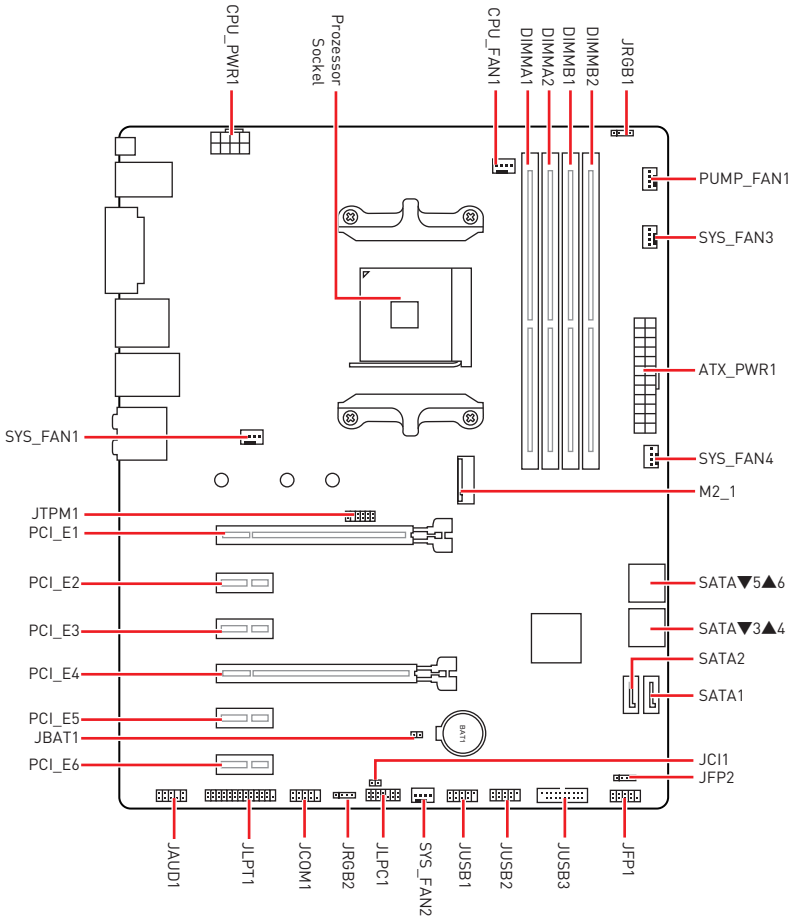 CPU_PWR1
Prozessor
Sockel
CPU_FAN1
DIMMA1
DIMMA2
DIMMB1
DIMMB2
JRGB1
PUMP_FAN1
SYS_FAN3
ATX_PWR1
SYS_FAN1
SYS_FAN4
M2_1
JTPM1
PCI_E1
PCI_E2
SATA▼5▲6
PCI_E3
SATA▼3▲4
SATA2
PCI_E4
SATA1
PCI_E5
JBAT1
BAT1
PCI_E6
JCI1
JFP2
JAUD1
JLPT1
JCOM1
JRGB2
JLPC1
SYS_FAN2
JUSB1
JUSB2
JUSB3
JFP1